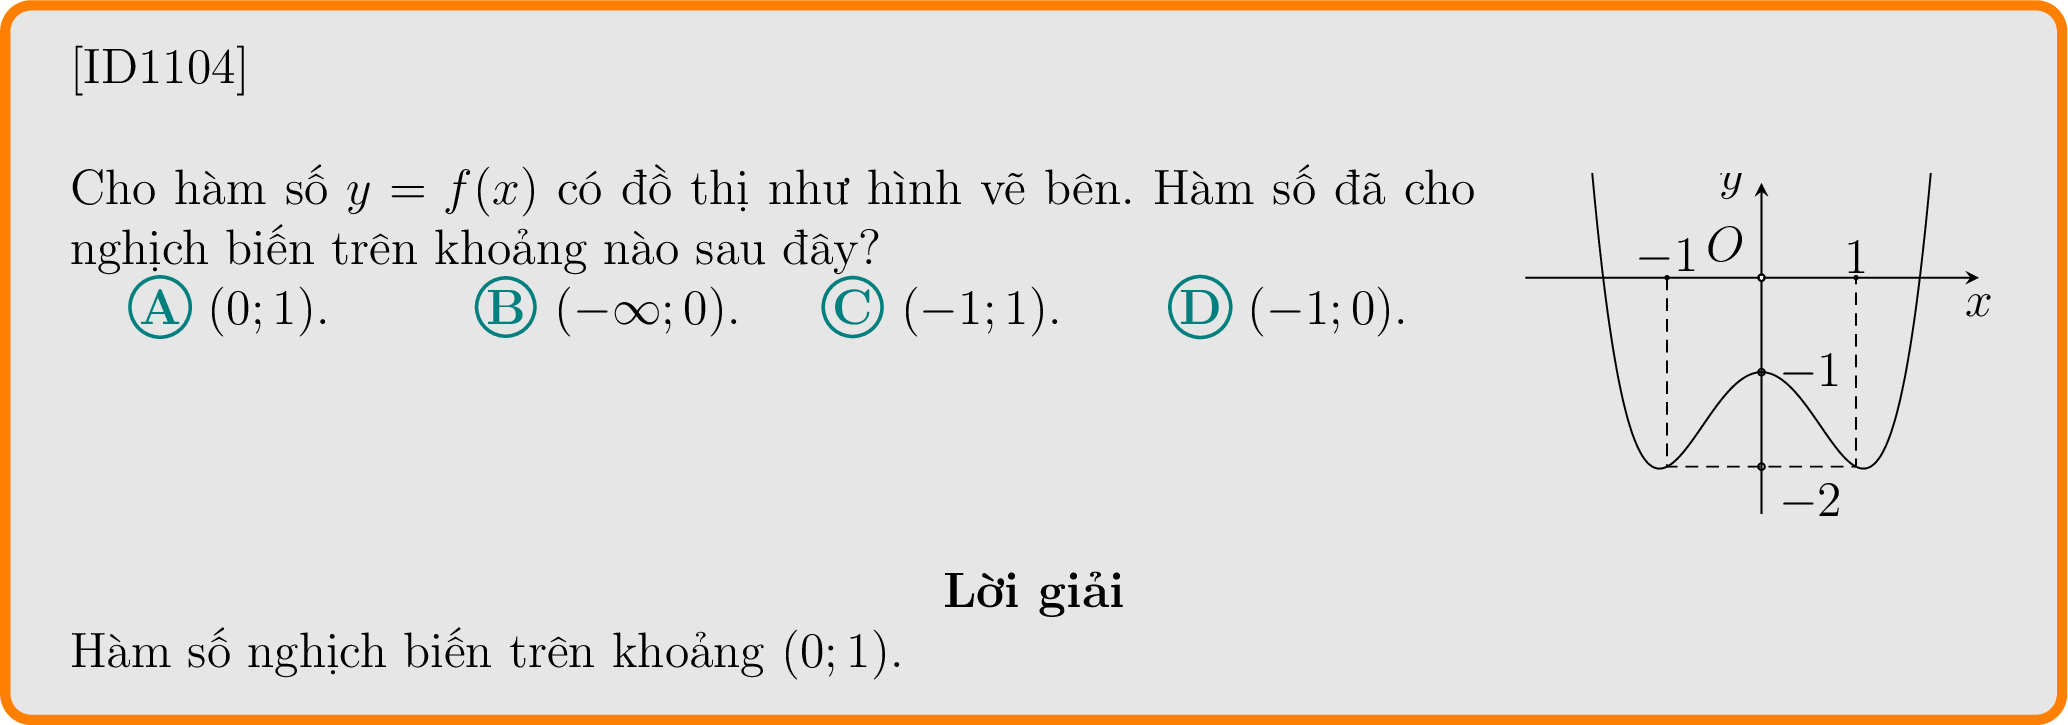 [ID1104]
Cho hàm số y = f(x) có đồ thị như hình vẽ bên. Hàm số đã cho
nghịch biến trên khoảng nào sau đây?
A (0; 1). B (−∞; 0). C (−1; 1). D (−1; 0).
y
−1 O 1
x
−1
−2
Lời giải
Hàm số nghịch biến trên khoảng (0; 1).